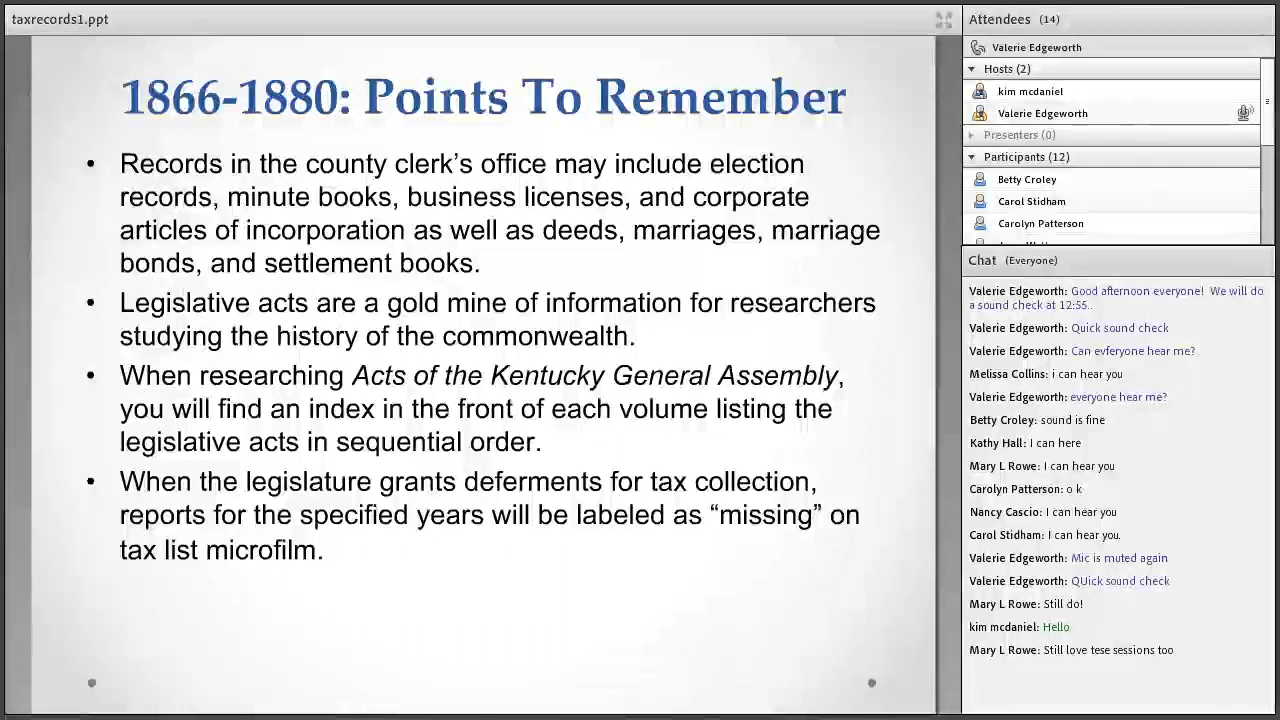 taxrecords1.ppt
1866-1880: Points To Remember
• Records in the county clerk’s office may include election
records, minute books, business licenses, and corporate
articles of incorporation as well as deeds, marriages, marriage
bonds, and settlement books.
• Legislative acts are a gold mine of information for researchers
studying the history of the commonwealth.
• When researching Acts of the Kentucky General Assembly,
you will find an index in the front of each volume listing the
legislative acts in sequential order.
• When the legislature grants deferments for tax collection,
reports for the specified years will be labeled as “missing” on
tax list microfilm.
Attendees (14)
Valerie Edgeworth
Hosts (2)
kim mcdaniel
Valerie Edgeworth
Presenters (0)
Participants (12)
Betty Croley
Carol Stidham
Carolyn Patterson
Chat (Everyone)
Valerie Edgeworth: Good afternoon everyone! We will do
a sound check at 12:55..
Valerie Edgeworth: Quick sound check
Valerie Edgeworth: Can evferyone hear me?
Melissa Collins: i can hear you
Valerie Edgeworth: everyone hear me?
Betty Croley: sound is fine
Kathy Hall: I can here
Mary L Rowe: I can hear you
Carolyn Patterson: o k
Nancy Cascio: I can hear you
Carol Stidham: I can hear you.
Valerie Edgeworth: Mic is muted again
Valerie Edgeworth: QUick sound check
Mary L Rowe: Still do!
kim mcdaniel: Hello
Mary L Rowe: Still love tese sessions too